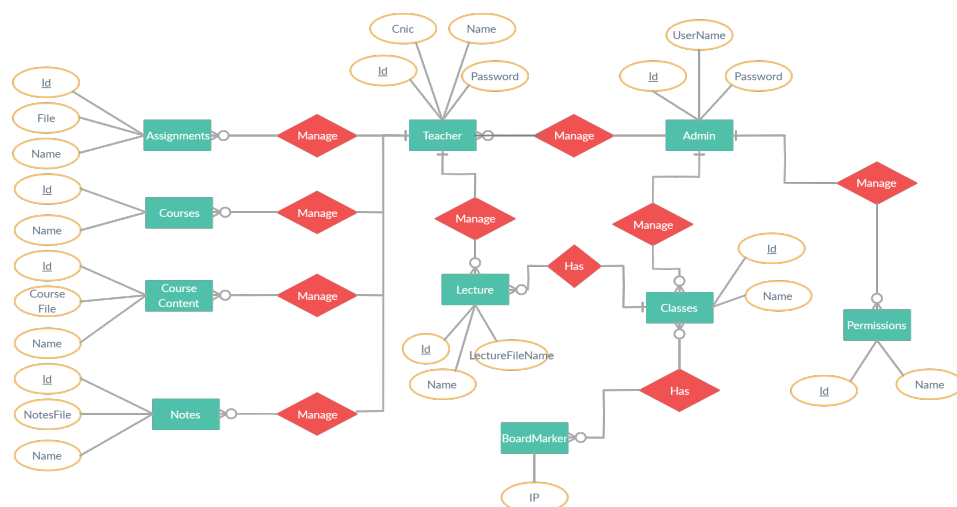 Cnic
Name
UserName
Id
Password
Id
Password
Id
File
Name
Assignments
Manage
Teacher
Manage
Admin
Id
Name
Courses
Manage
Manage
Manage
Manage
Id
Course
File
Name
Course
Content
Manage
Lecture
Has
Classes
Id
Name
Permissions
Id
Name
Id
Name
LectureFileName
Id
NotesFile
Name
Notes
Manage
Has
BoardMarker
IP